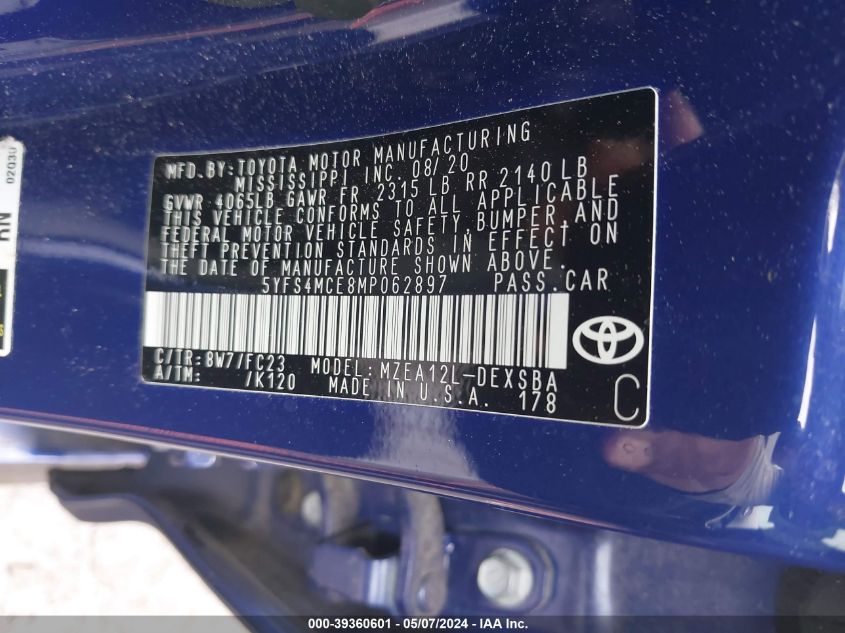 MFD. BY: TOYOTA MOTOR MANUFACTURING
MISSISSIPPI INC. 08/20
GVWR 4065LB GAWR FR 2315 LB RR 2140 LB
THIS VEHICLE CONFORMS TO ALL APPLICABLE
FEDERAL MOTOR VEHICLE SAFETY, BUMPER, AND
THEFT PREVENTION STANDARDS IN EFFECT ON
THE DATE OF MANUFACTURE SHOWN ABOVE.
5YFS4MCE8MP062897 PASS. CAR
C/TR: 8W7/FC23 MODEL: MZEA12L-DEXSBA
A/TM: /K120 MADE IN U.S.A. 178
C
RN
0203U
000-39360601 - 05/07/2024 - IAA Inc.